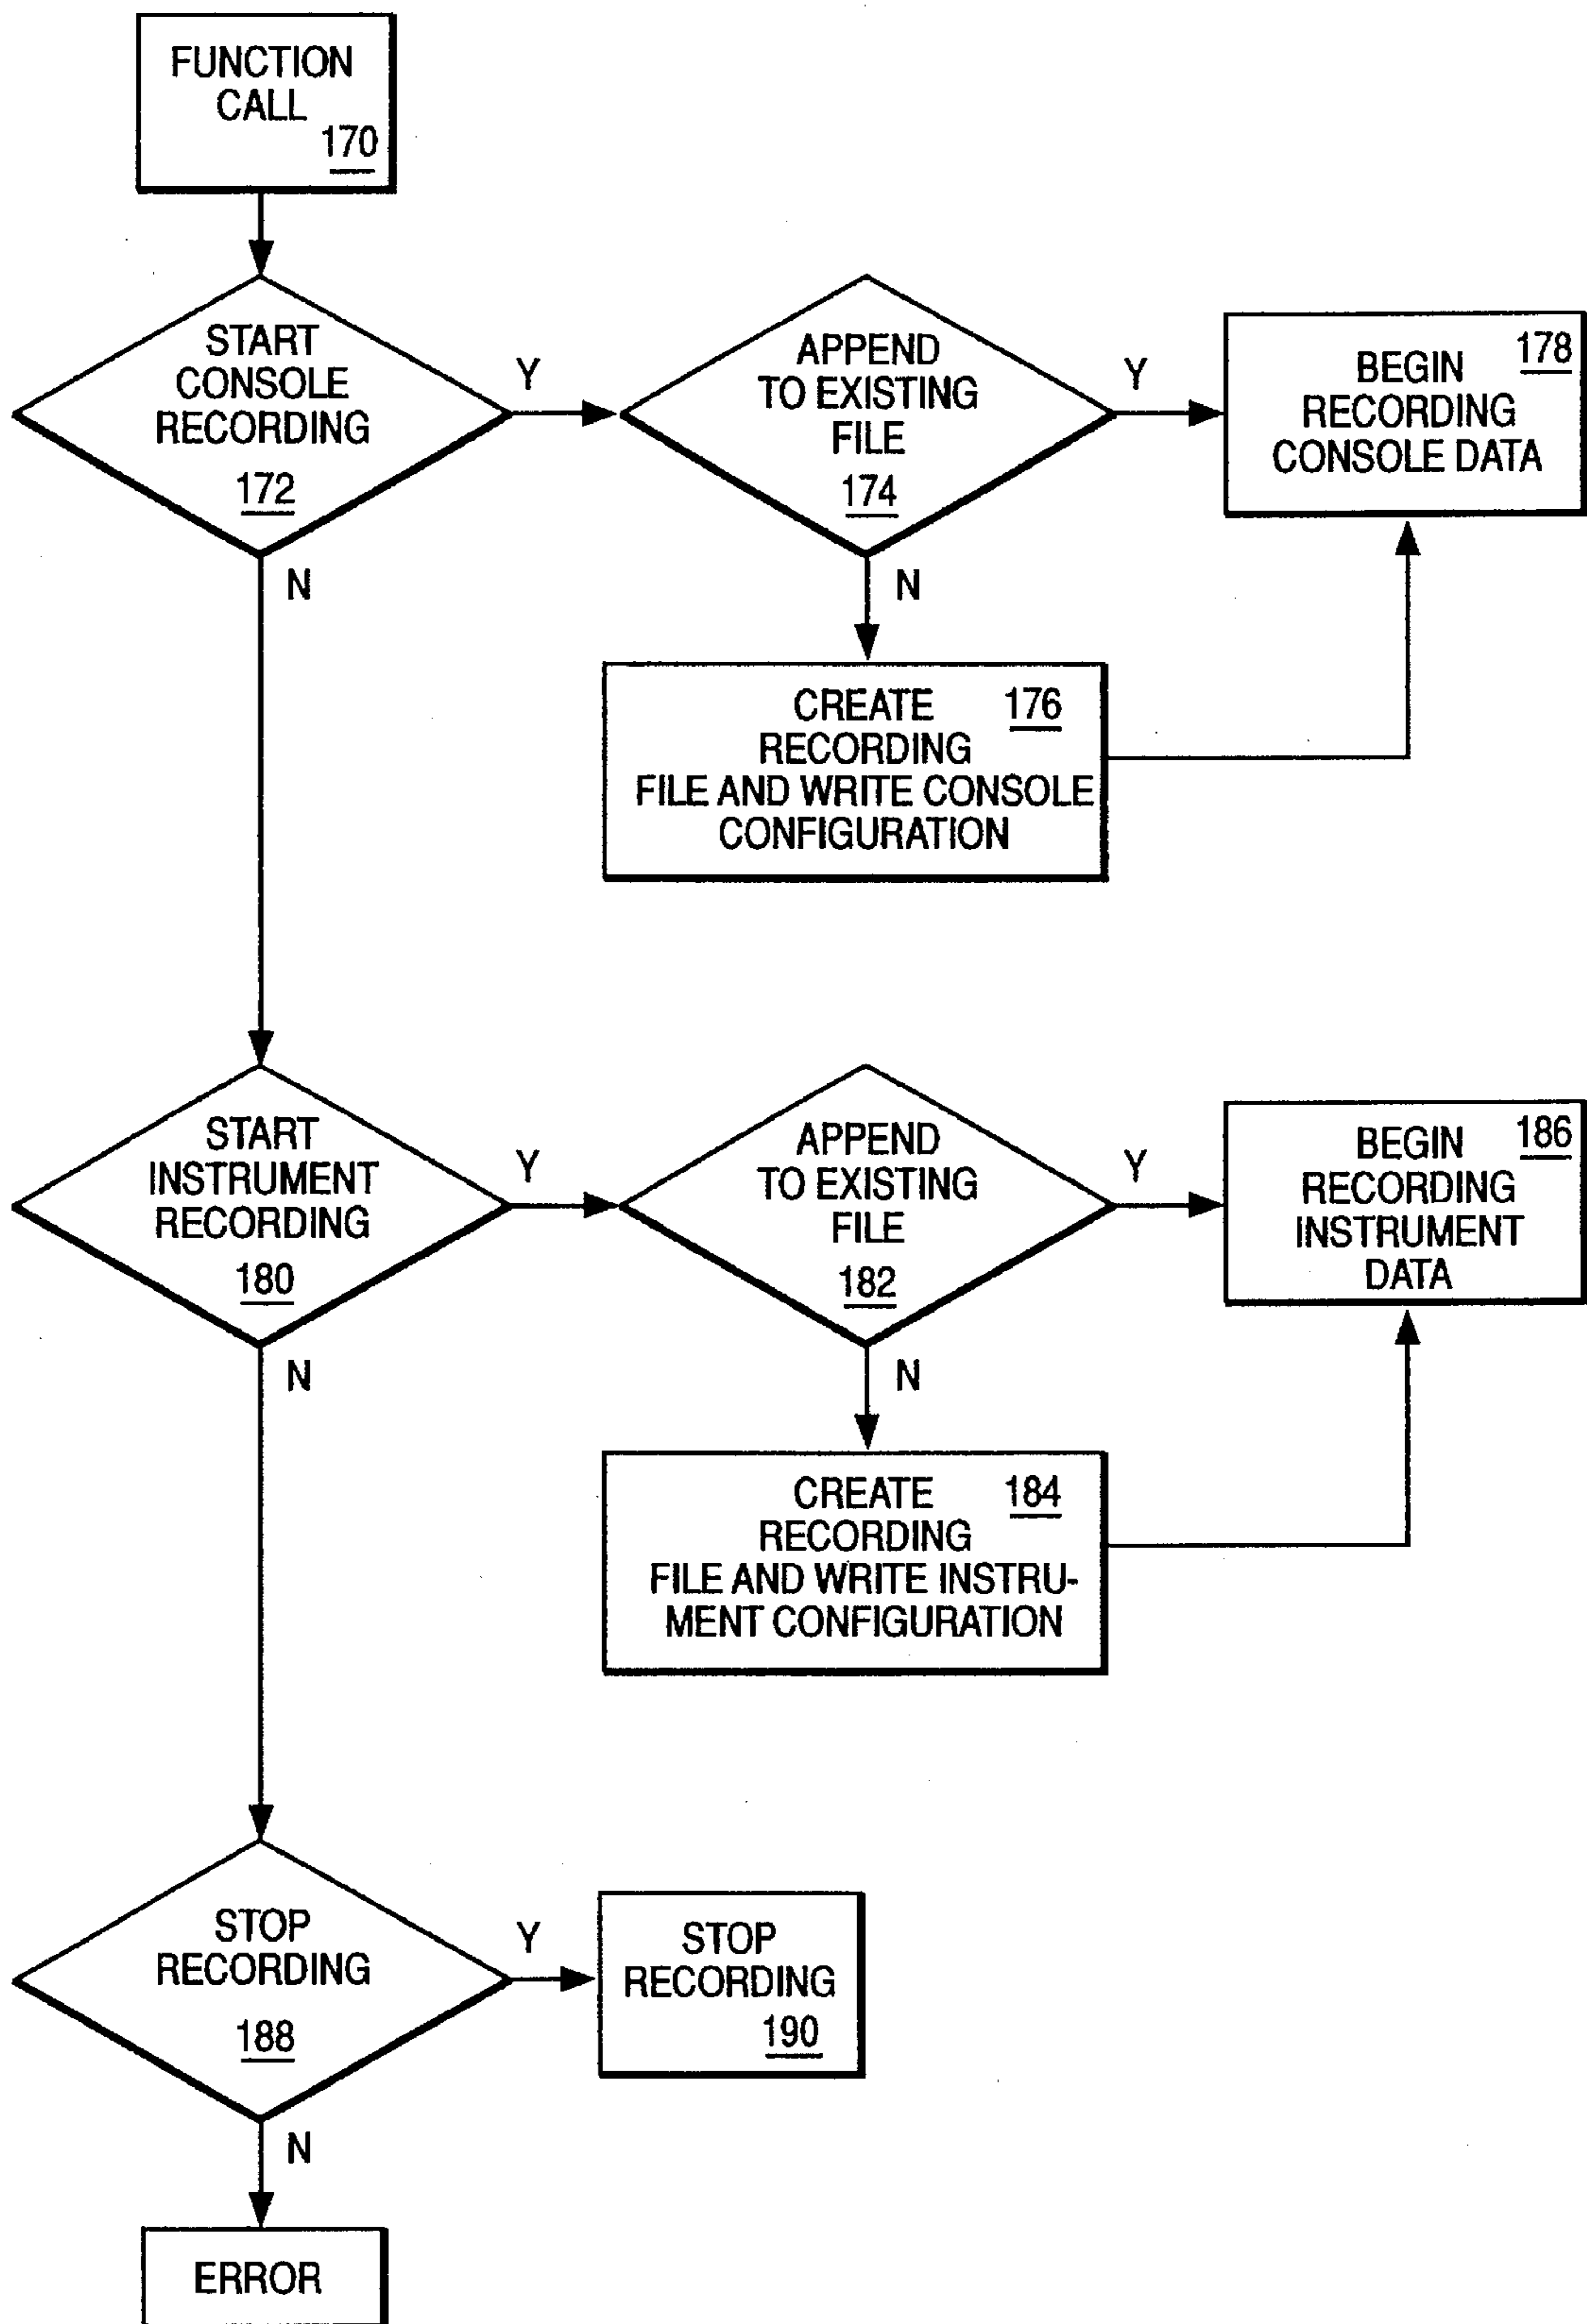 FUNCTION
CALL
170
START
CONSOLE
RECORDING
172
Y
N
APPEND
TO EXISTING
FILE
174
Y
N
BEGIN
RECORDING
CONSOLE DATA
178
CREATE
RECORDING
FILE AND WRITE CONSOLE
CONFIGURATION
176
START
INSTRUMENT
RECORDING
180
Y
N
APPEND
TO EXISTING
FILE
182
Y
N
BEGIN
RECORDING
INSTRUMENT
DATA
186
CREATE
RECORDING
FILE AND WRITE INSTRU-
MENT CONFIGURATION
184
STOP
RECORDING
188
Y
N
STOP
RECORDING
190
ERROR